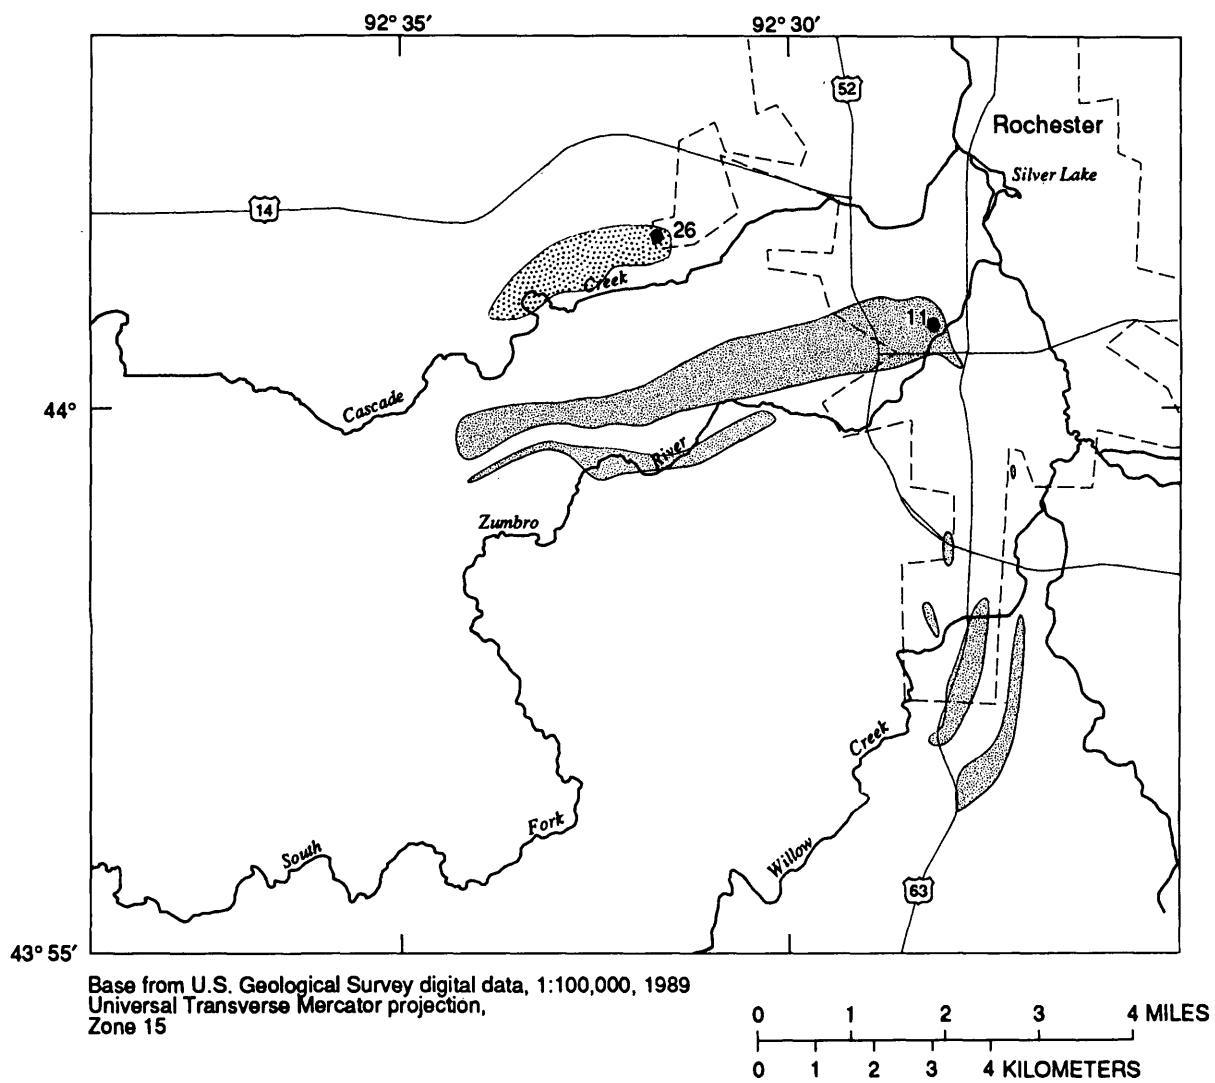 92° 35′
92° 30′
52
Rochester
Silver Lake
14
26
Creek
11
44°
Cascade
River
Zumbro
Creek
Fork
South
Willow
63
43° 55′
Base from U.S. Geological Survey digital data, 1:100,000, 1989
Universal Transverse Mercator projection,
Zone 15
0 1 2 3 4 MILES
0 1 2 3 4 KILOMETERS